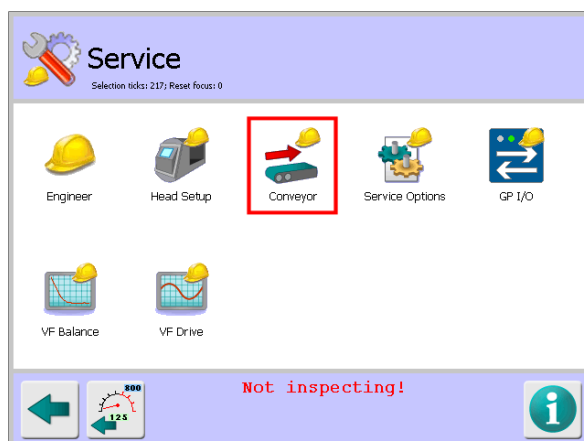 Service
Selection ticks: 217; Reset focus: 0
Engineer
Head Setup
Conveyor
Service Options
GP I/O
VF Balance
VF Drive
800
125
Not inspecting!